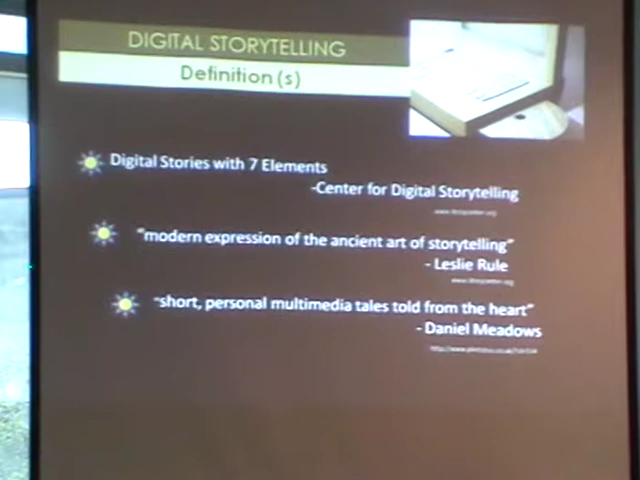 DIGITAL STORYTELLING
Definition (s)
Digital Stories with 7 Elements
-Center for Digital Storytelling
"modern expression of the ancient art of storytelling"
- Leslie Rule
"short, personal multimedia tales told from the heart"
- Daniel Meadows